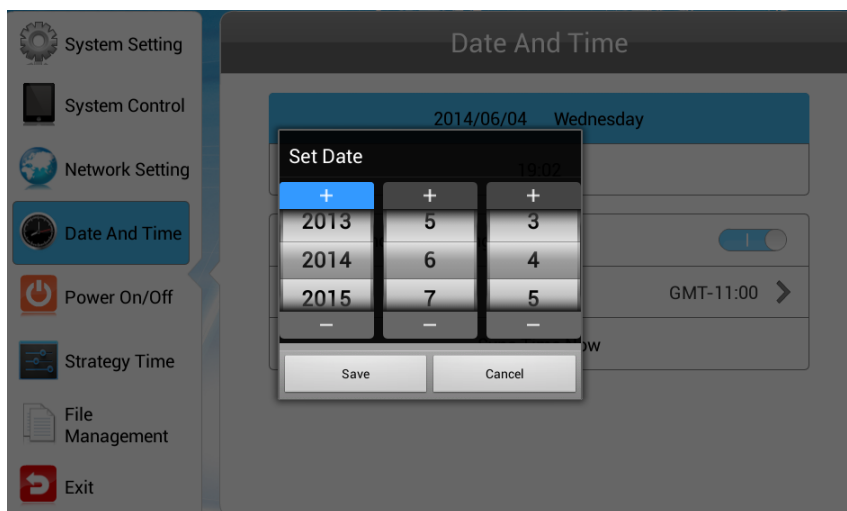 System Setting
System Control
Network Setting
Date And Time
Power On/Off
Strategy Time
File
Management
Exit
Date And Time
2014/06/04 Wednesday
19:02
GMT-11:00
Set Date
+ + +
2013 5 3
2014 6 4
2015 7 5
− − −
Save Cancel